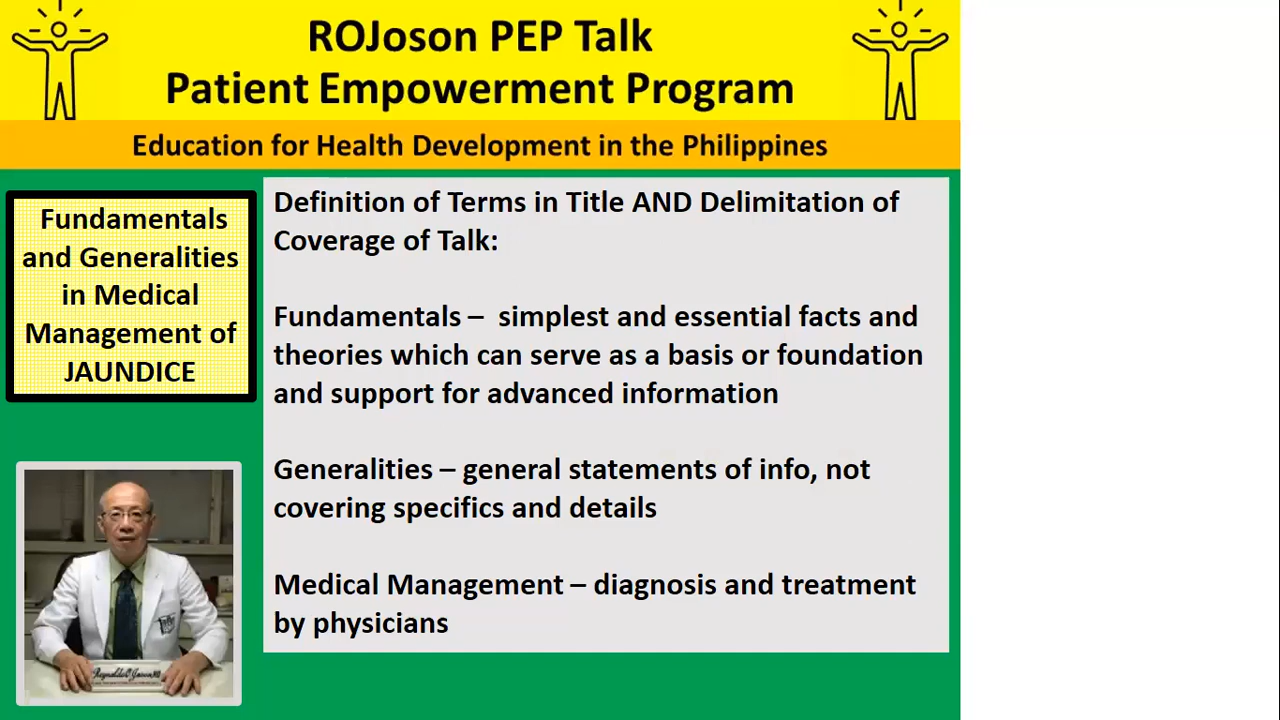 ROJoson PEP Talk
Patient Empowerment Program
Education for Health Development in the Philippines
Fundamentals
and Generalities
in Medical
Management of
JAUNDICE
Definition of Terms in Title AND Delimitation of
Coverage of Talk:
Fundamentals – simplest and essential facts and
theories which can serve as a basis or foundation
and support for advanced information
Generalities – general statements of info, not
covering specifics and details
Medical Management – diagnosis and treatment
by physicians